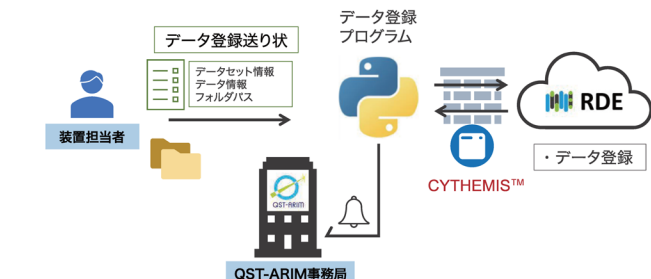 データ登録送り状
データセット情報
データ情報
フォルダパス
装置担当者
データ登録
プログラム
RDE
・データ登録
CYTHEMIS™
QST-ARIM
QST-ARIM事務局